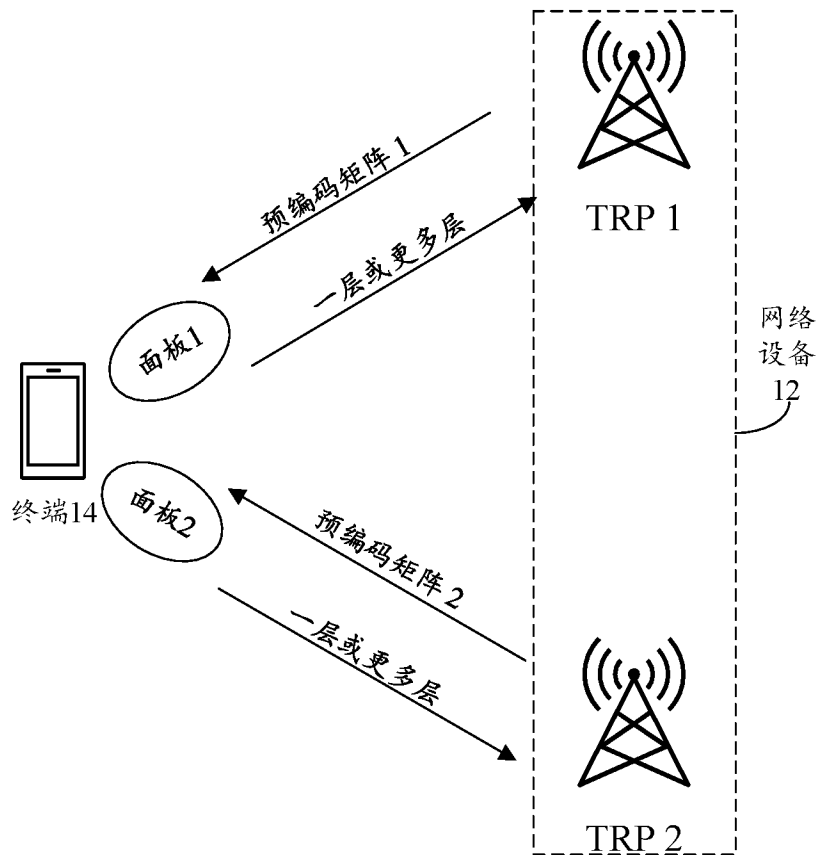 TRP 1
预编码矩阵 1
一层或更多层
面板1
网络
设备
12
终端14
面板2
预编码矩阵 2
一层或更多层
TRP 2